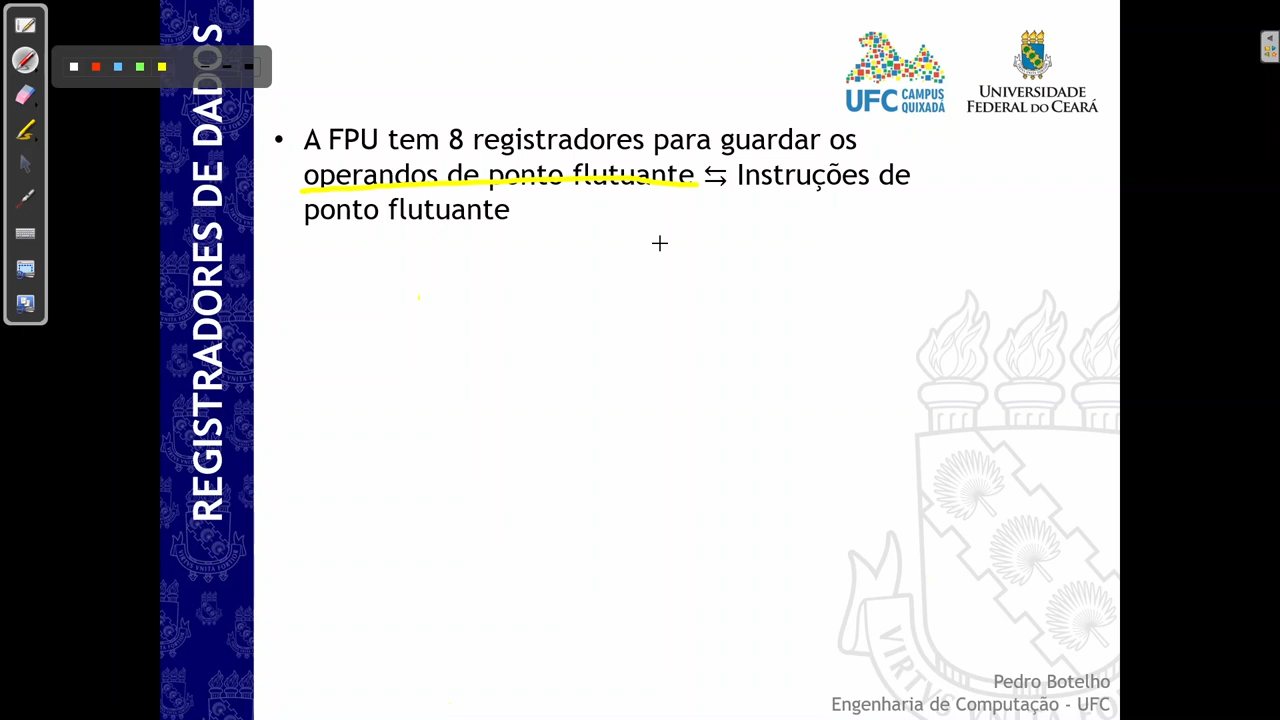 REGISTRADORES DE DADOS
UFC CAMPUS
QUIXADÁ
UNIVERSIDADE
FEDERAL DO CEARÁ
• A FPU tem 8 registradores para guardar os
operandos de ponto flutuante ⇆ Instruções de
ponto flutuante
VIRTVS
Pedro Botelho
Engenharia de Computação - UFC